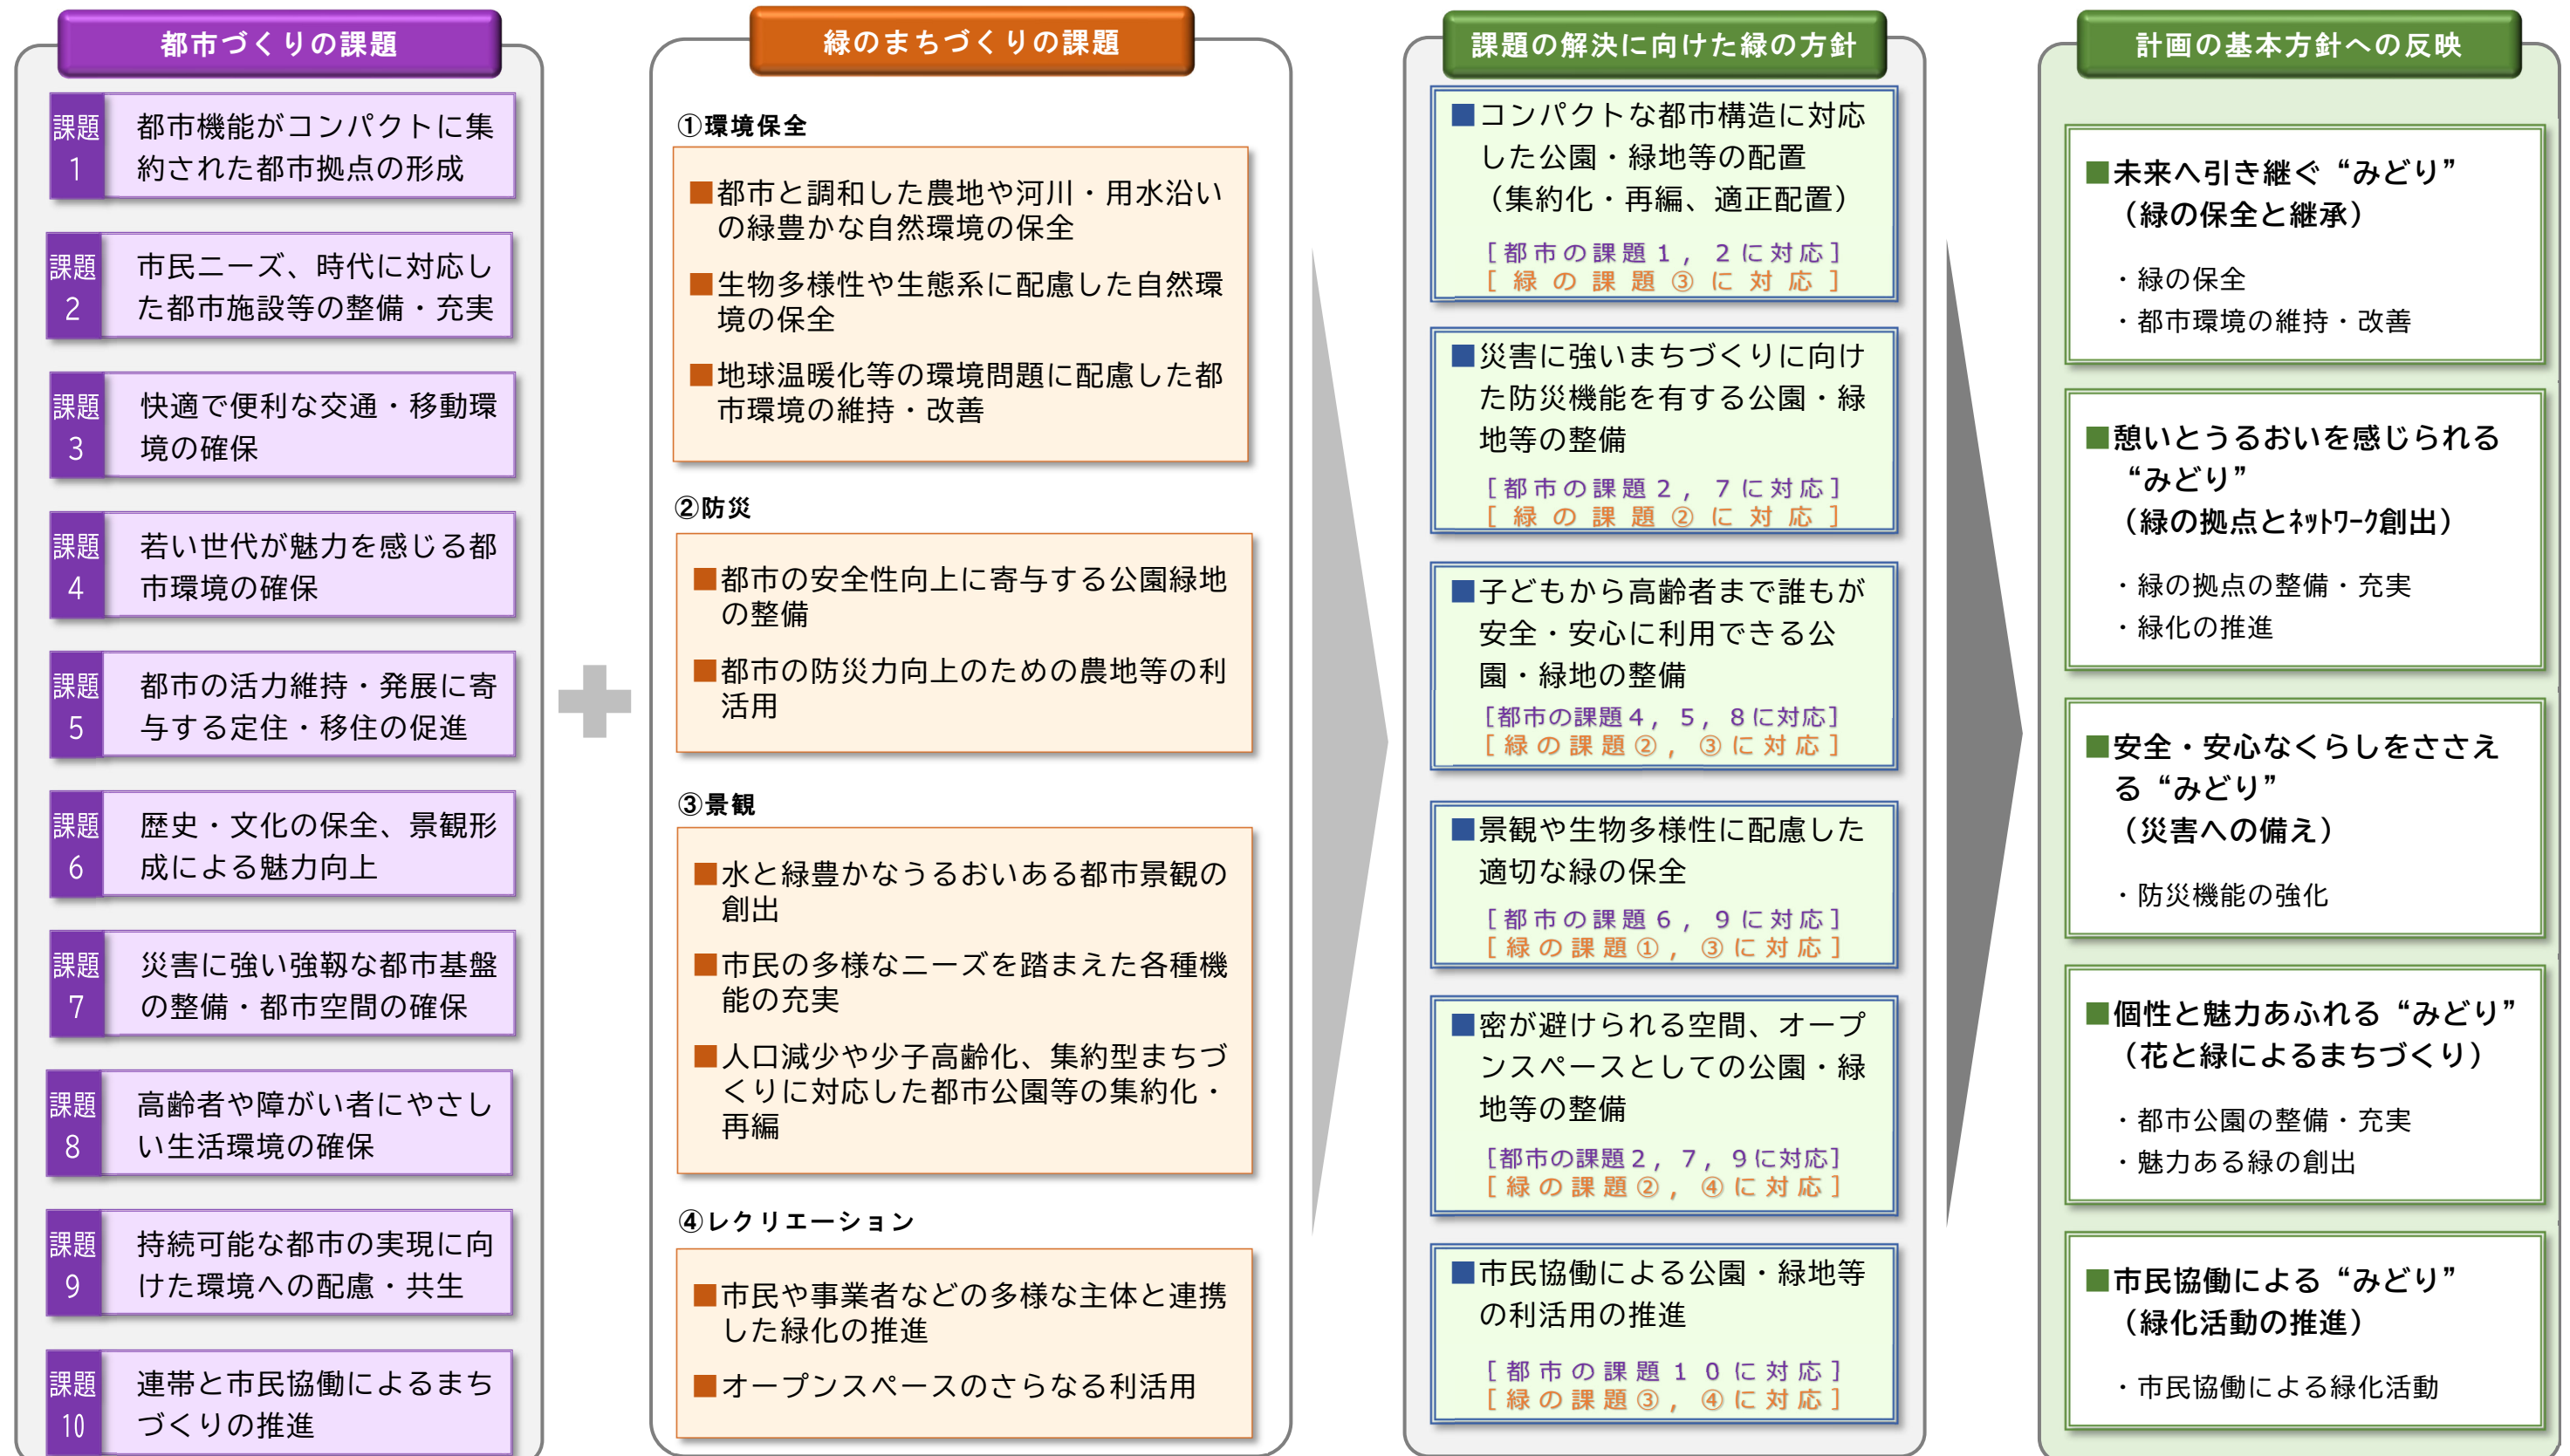 都市づくりの課題
課題
1
都市機能がコンパクトに集
約された都市拠点の形成
課題
2
市民ニーズ、時代に対応し
た都市施設等の整備・充実
課題
3
快適で便利な交通・移動環
境の確保
課題
4
若い世代が魅力を感じる都
市環境の確保
課題
5
都市の活力維持・発展に寄
与する定住・移住の促進
課題
6
歴史・文化の保全、景観形
成による魅力向上
課題
7
災害に強い強靱な都市基盤
の整備・都市空間の確保
課題
8
高齢者や障がい者にやさし
い生活環境の確保
課題
9
持続可能な都市の実現に向
けた環境への配慮・共生
課題
10
連帯と市民協働によるまち
づくりの推進
緑のまちづくりの課題
①環境保全
■都市と調和した農地や河川・用水沿い
の緑豊かな自然環境の保全
■生物多様性や生態系に配慮した自然環
境の保全
■地球温暖化等の環境問題に配慮した都
市環境の維持・改善
②防災
■都市の安全性向上に寄与する公園緑地
の整備
■都市の防災力向上のための農地等の利
活用
③景観
■水と緑豊かなうるおいある都市景観の
創出
■市民の多様なニーズを踏まえた各種機
能の充実
■人口減少や少子高齢化、集約型まちづ
くりに対応した都市公園等の集約化・
再編
④レクリエーション
■市民や事業者などの多様な主体と連携
した緑化の推進
■オープンスペースのさらなる利活用
課題の解決に向けた緑の方針
■コンパクトな都市構造に対応
した公園・緑地等の配置
（集約化・再編、適正配置）
［都市の課題１，２に対応］
［緑の課題③に対応］
■災害に強いまちづくりに向け
た防災機能を有する公園・緑
地等の整備
［都市の課題２，７に対応］
［緑の課題②に対応］
■子どもから高齢者まで誰もが
安全・安心に利用できる公
園・緑地の整備
［都市の課題４，５，８に対応］
［緑の課題②，③に対応］
■景観や生物多様性に配慮した
適切な緑の保全
［都市の課題６，９に対応］
［緑の課題①，③に対応］
■密が避けられる空間、オープ
ンスペースとしての公園・緑
地等の整備
［都市の課題２，７，９に対応］
［緑の課題②，④に対応］
■市民協働による公園・緑地等
の利活用の推進
［都市の課題１０に対応］
［緑の課題③，④に対応］
計画の基本方針への反映
■未来へ引き継ぐ“みどり”
（緑の保全と継承）
・緑の保全
・都市環境の維持・改善
■憩いとうるおいを感じられる
“みどり”
（緑の拠点とﾈｯﾄﾜｰｸ創出）
・緑の拠点の整備・充実
・緑化の推進
■安全・安心なくらしをささえ
る“みどり”
（災害への備え）
・防災機能の強化
■個性と魅力あふれる“みどり”
（花と緑によるまちづくり）
・都市公園の整備・充実
・魅力ある緑の創出
■市民協働による“みどり”
（緑化活動の推進）
・市民協働による緑化活動